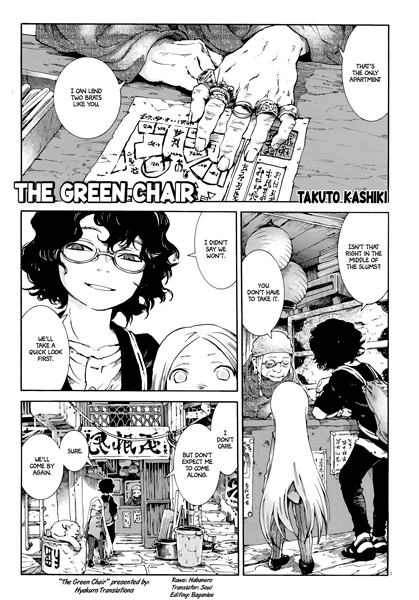 THAT'S
THE ONLY
APARTMENT
I CAN LEND
TWO BRATS
LIKE YOU.
THE GREEN CHAIR
TAKUTO KASHIKI
ISN'T THAT
RIGHT IN THE
MIDDLE OF
THE SLUMS?
YOU
DON'T HAVE
TO TAKE IT.
I DIDN'T
SAY WE
WON'T.
WE'LL
TAKE A
QUICK LOOK
FIRST.
I
DON'T
CARE.
BUT DON'T
EXPECT ME
TO COME
ALONG.
SURE.
WE'LL
COME BY
AGAIN.
"The Green Chair" presented by:
Hyakuro Translations
Raws: Habanero
Translator: Soul
Editing: Baganiee